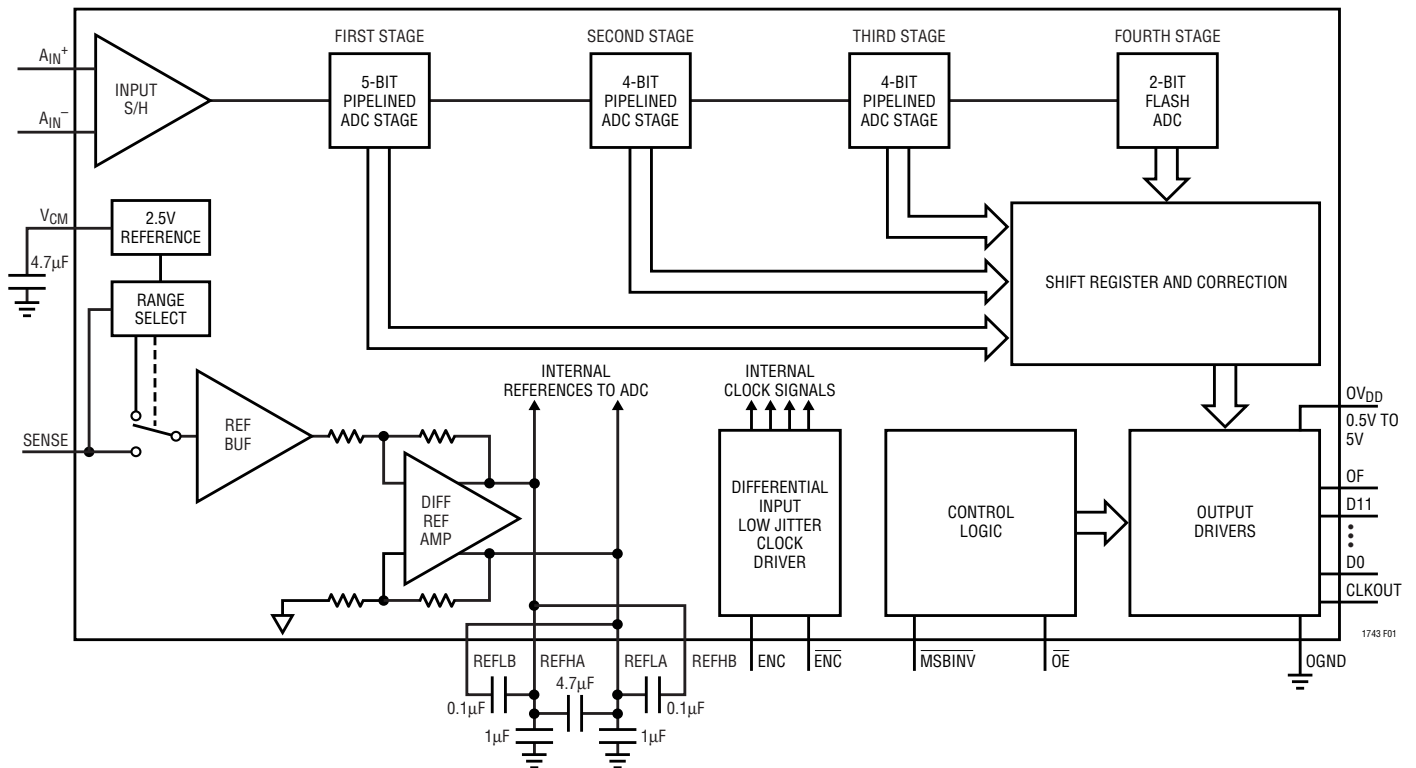 FIRST STAGE
SECOND STAGE
THIRD STAGE
FOURTH STAGE
AIN+
AIN–
INPUT
S/H
5-BIT
PIPELINED
ADC STAGE
4-BIT
PIPELINED
ADC STAGE
4-BIT
PIPELINED
ADC STAGE
2-BIT
FLASH
ADC
VCM
4.7µF
2.5V
REFERENCE
RANGE
SELECT
SHIFT REGISTER AND CORRECTION
SENSE
REF
BUF
DIFF
REF
AMP
INTERNAL
REFERENCES TO ADC
INTERNAL
CLOCK SIGNALS
DIFFERENTIAL
INPUT
LOW JITTER
CLOCK
DRIVER
CONTROL
LOGIC
OUTPUT
DRIVERS
OVDD
0.5V TO
5V
OF
D11
D0
CLKOUT
1743 F01
REFLB
REFHA
REFLA
REFHB
ENC
E̅N̅C̅
M̅S̅B̅I̅N̅V̅
O̅E̅
OGND
4.7µF
0.1µF
0.1µF
1µF
1µF